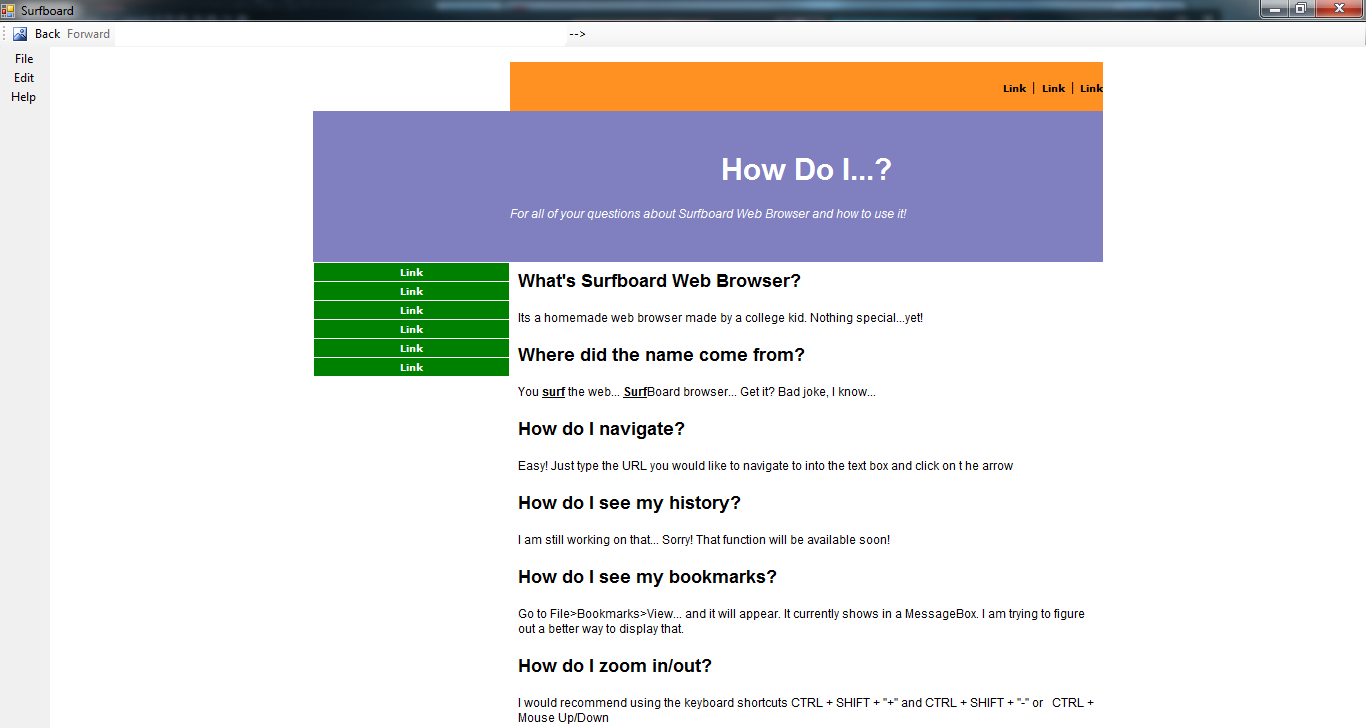 Surfboard
Back Forward -->
File
Edit
Help
Link | Link | Link
How Do I...?
For all of your questions about Surfboard Web Browser and how to use it!
Link
Link
Link
Link
Link
Link
What's Surfboard Web Browser?
Its a homemade web browser made by a college kid. Nothing special...yet!
Where did the name come from?
You surf the web... SurfBoard browser... Get it? Bad joke, I know...
How do I navigate?
Easy! Just type the URL you would like to navigate to into the text box and click on t he arrow
How do I see my history?
I am still working on that... Sorry! That function will be available soon!
How do I see my bookmarks?
Go to File>Bookmarks>View... and it will appear. It currently shows in a MessageBox. I am trying to figure
out a better way to display that.
How do I zoom in/out?
I would recommend using the keyboard shortcuts CTRL + SHIFT + "+" and CTRL + SHIFT + "-" or CTRL +
Mouse Up/Down